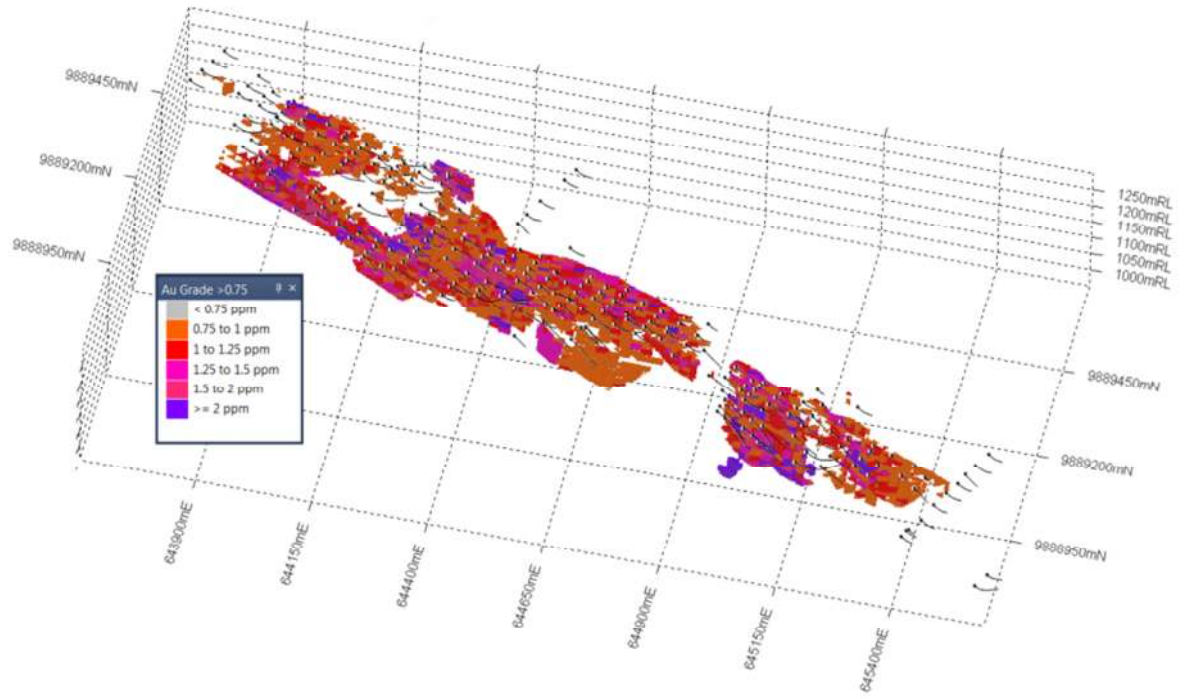 9889450mN
9889200mN
9888950mN
Au Grade >0.75
< 0.75 ppm
0.75 to 1 ppm
1 to 1.25 ppm
1.25 to 1.5 ppm
1.5 to 2 ppm
>= 2 ppm
1250mRL
1200mRL
1150mRL
1100mRL
1050mRL
1000mRL
9889450mN
9889200mN
9888950mN
643900mE
644150mE
644400mE
644650mE
644900mE
645150mE
645400mE